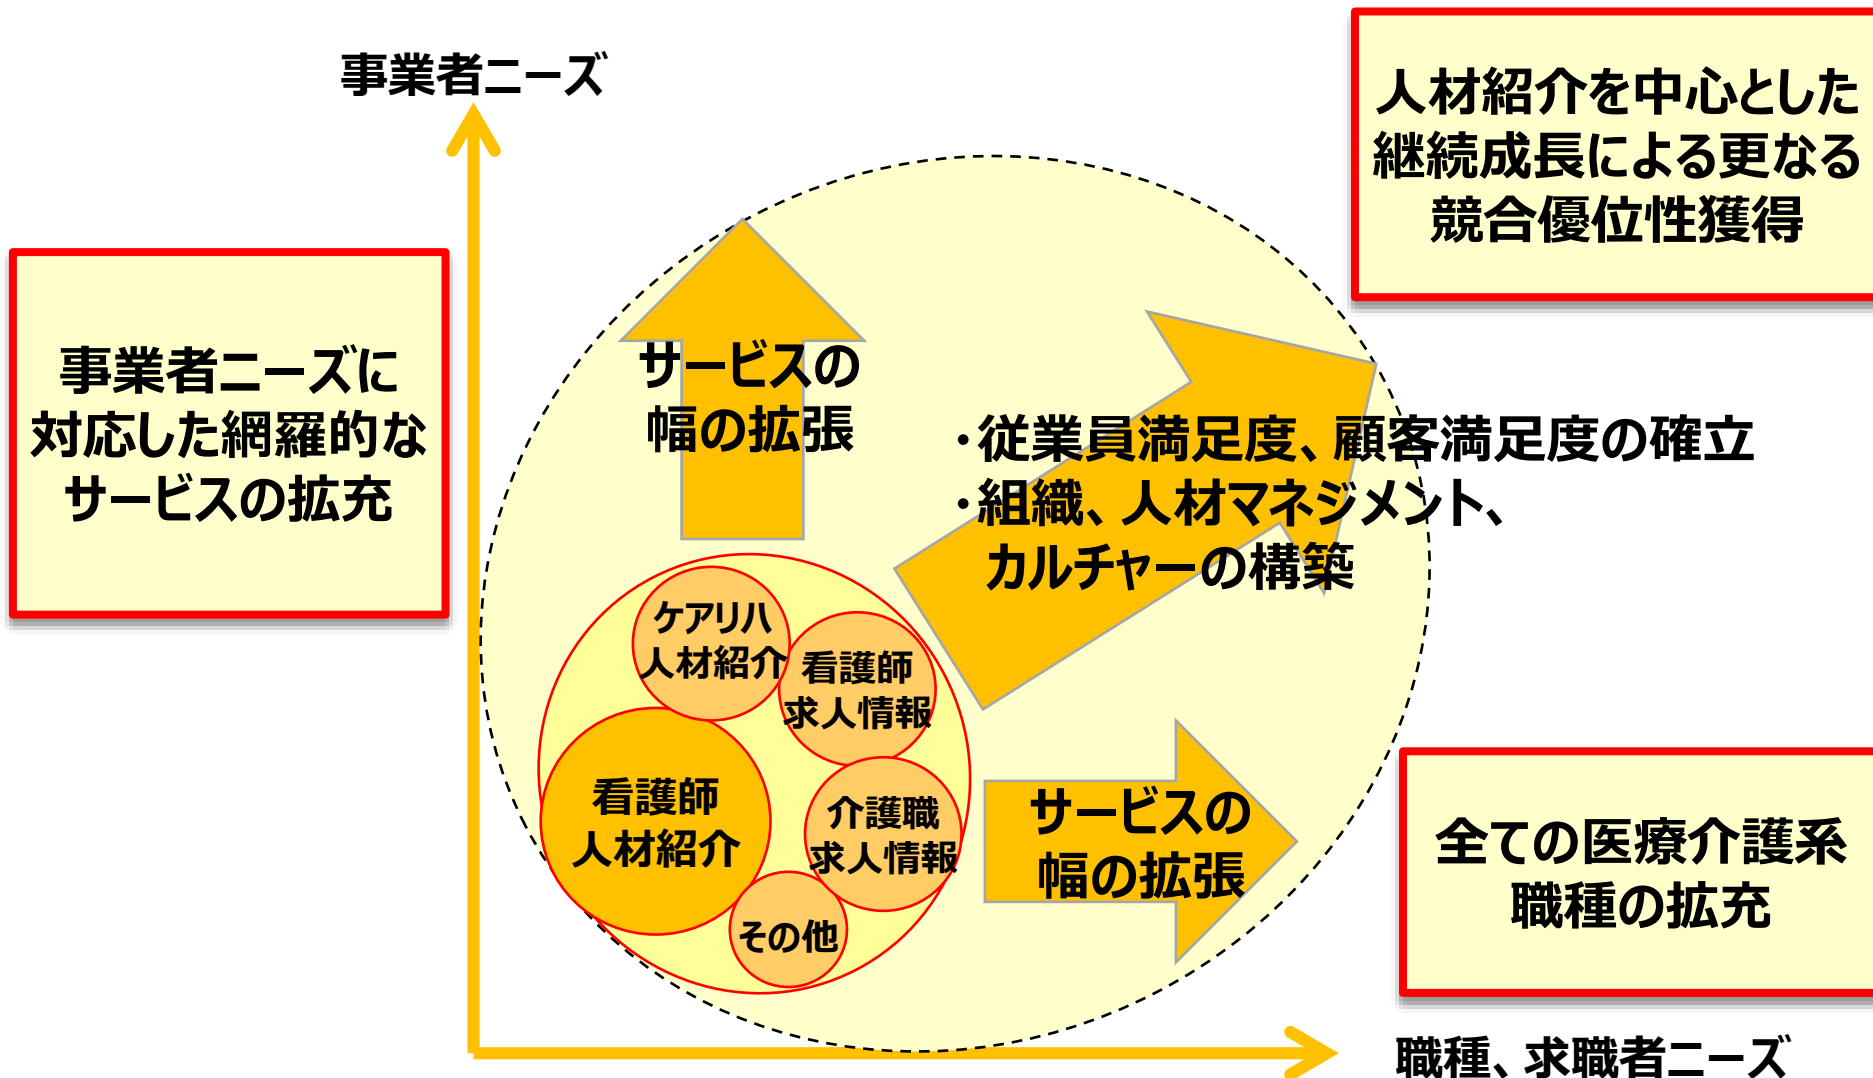 事業者ニーズ
人材紹介を中心とした
継続成長による更なる
競合優位性獲得
事業者ニーズに
対応した網羅的な
サービスの拡充
サービスの
幅の拡張
・従業員満足度、顧客満足度の確立
・組織、人材マネジメント、
カルチャーの構築
ケアリハ
人材紹介
看護師
求人情報
看護師
人材紹介
介護職
求人情報
その他
サービスの
幅の拡張
全ての医療介護系
職種の拡充
職種、求職者ニーズ